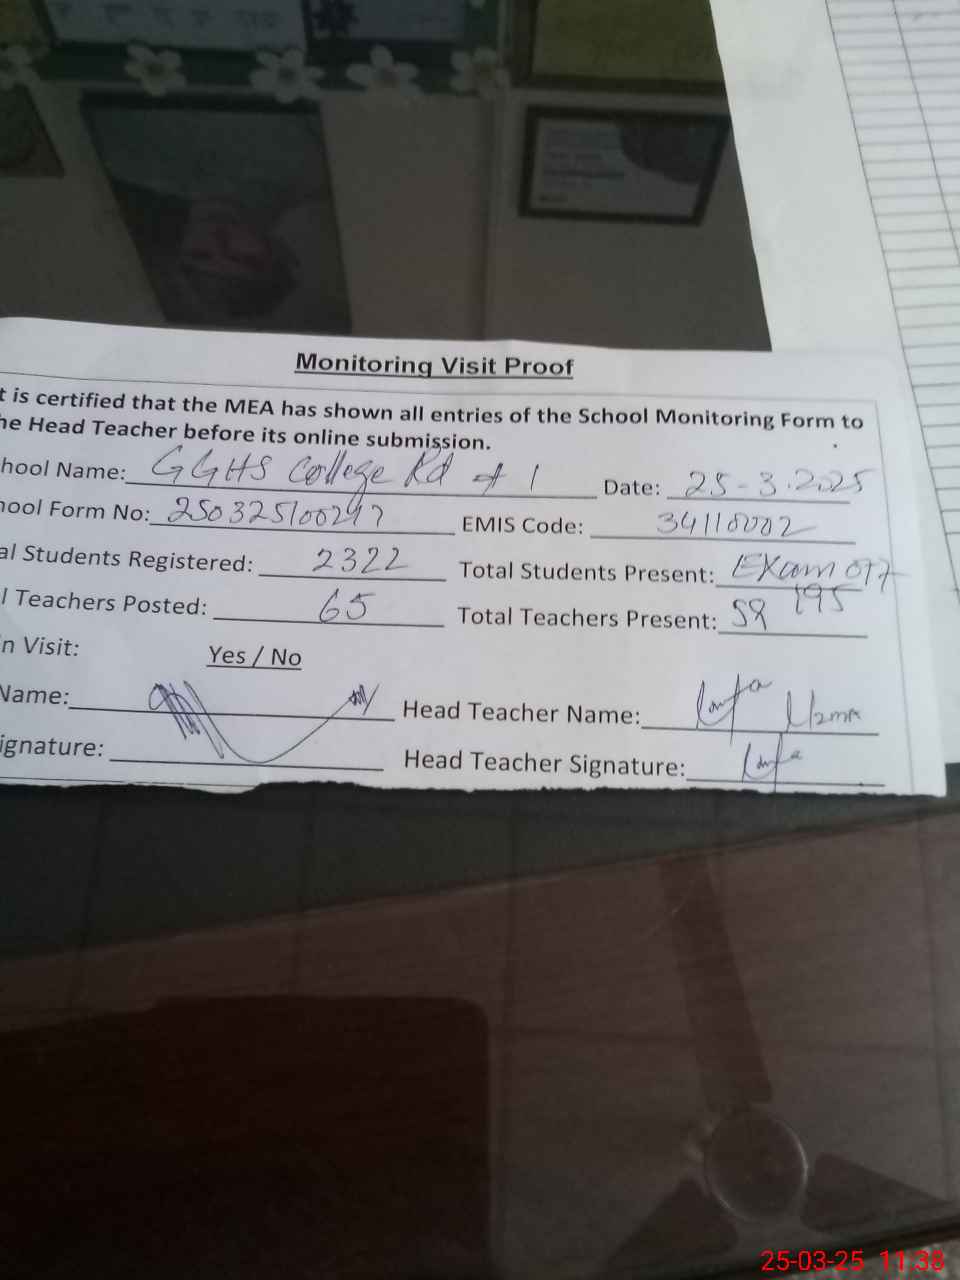 Monitoring Visit Proof
t is certified that the MEA has shown all entries of the School Monitoring Form to
he Head Teacher before its online submission.
hool Name: GGHS College Rd # 1 Date: 25-3.2025
hool Form No: 250325100297 EMIS Code: 34110002
al Students Registered: 2322 Total Students Present: Exam
l Teachers Posted: 65 Total Teachers Present: 59 195
n Visit: Yes / No
Name: Head Teacher Name: Uzma
ignature: Head Teacher Signature:
25-03-25 11:38